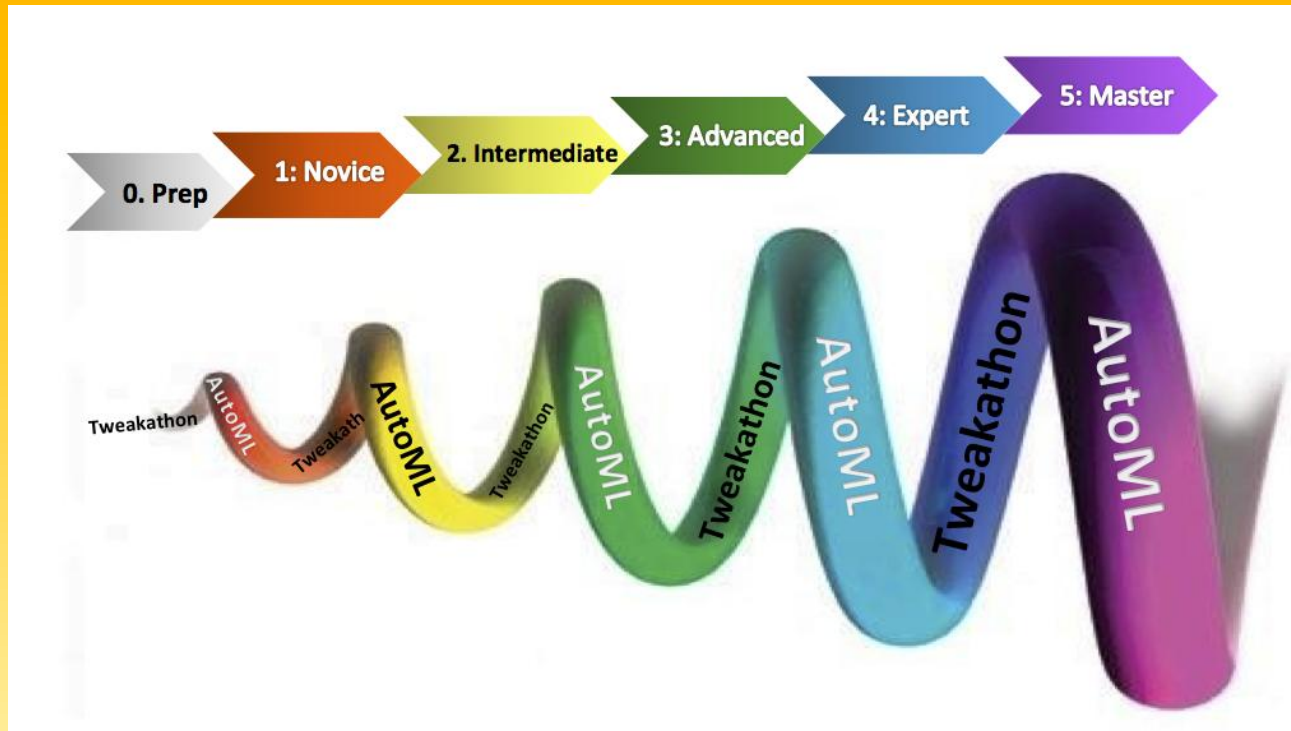 0. Prep
1: Novice
2. Intermediate
3: Advanced
4: Expert
5: Master
Tweakathon
AutoML
Tweakath
AutoML
Tweakathon
AutoML
Tweakathon
AutoML
Tweakathon
AutoML